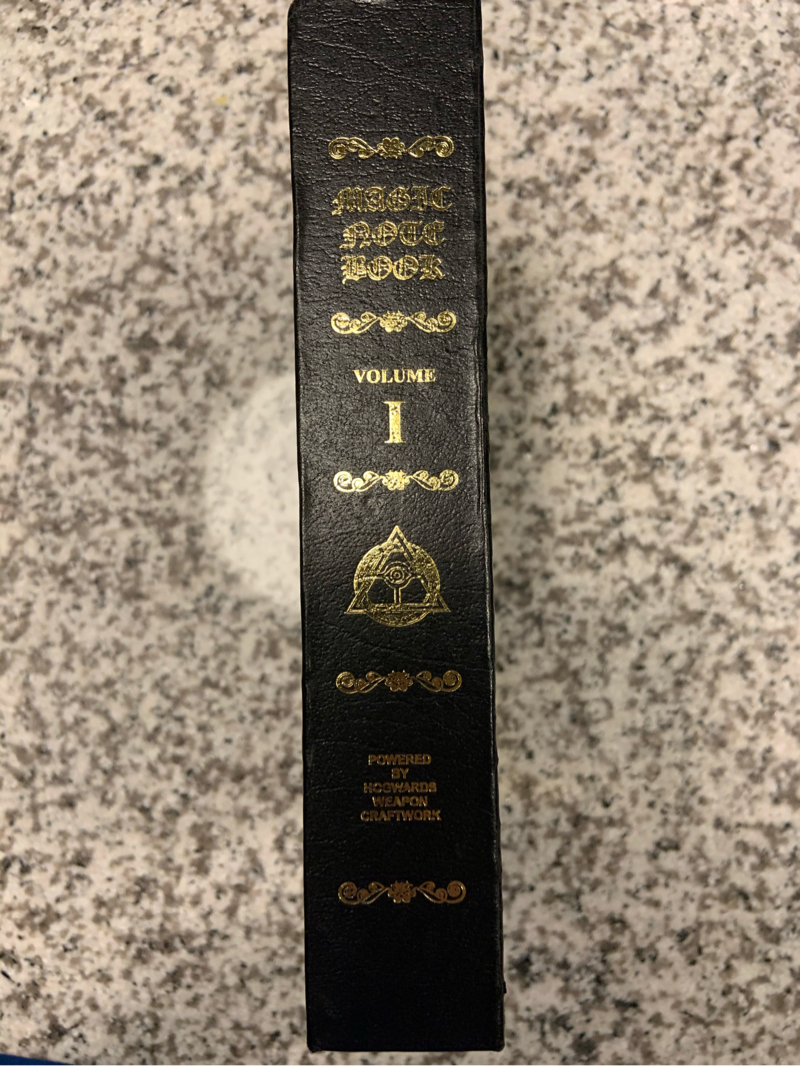 MAGIC
NOTE
BOOK
VOLUME
I
POWERED
BY
HOGWARDS
WEAPON
CRAFTWORK